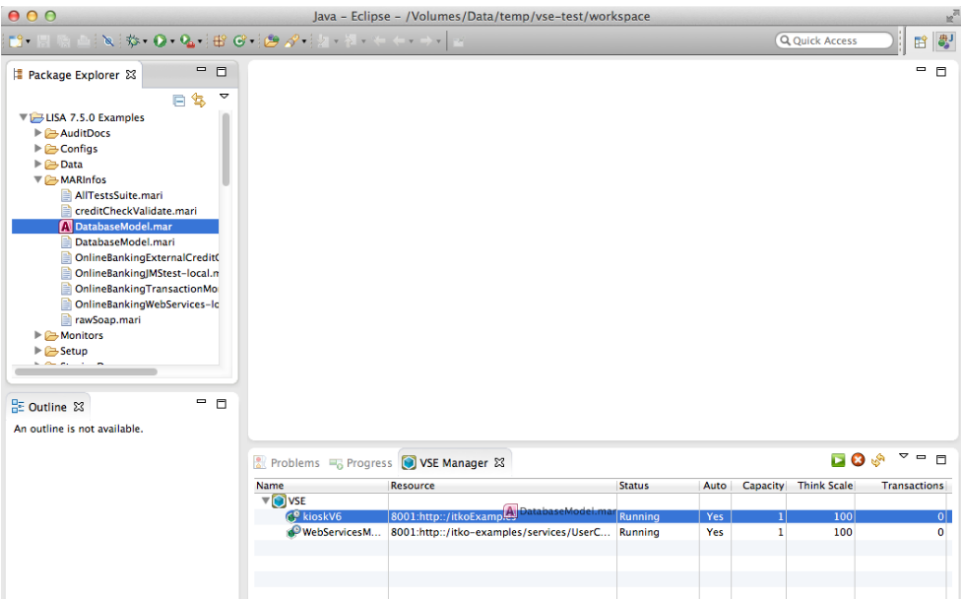 Java – Eclipse – /Volumes/Data/temp/vse-test/workspace
Quick Access
Package Explorer
LISA 7.5.0 Examples
AuditDocs
Configs
Data
MARInfos
AllTestsSuite.mari
creditCheckValidate.mari
DatabaseModel.mar
DatabaseModel.mari
OnlineBankingExternalCredit
OnlineBankingJMStest-local.m
OnlineBankingTransactionMo
OnlineBankingWebServices-lo
rawSoap.mari
Monitors
Setup
Outline
An outline is not available.
Problems Progress VSE Manager
Name Resource Status Auto Capacity Think Scale Transactions
VSE
kioskV6 8001:http::/itkoExamples DatabaseModel.mar Running Yes 1 100 0
WebServicesM... 8001:http::/itko-examples/services/UserC... Running Yes 1 100 0